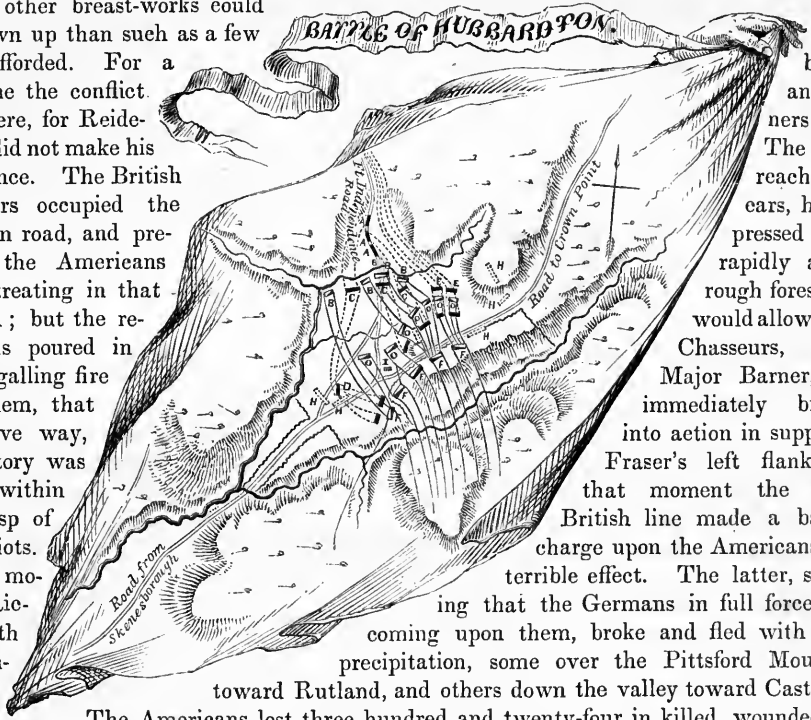 other breast-works could
wn up than such as a few
fforded. For a
ne the conflict
ere, for Reide-
lid not make his
nce. The British
rs occupied the
n road, and pre-
the Americans
treating in that
; but the re-
s poured in
galling fire
em, that
ve way,
tory was
within
sp of
iots.
mo-
ic-
th
BATTLE OF HUBBARDTON.
Ft. Independence
Road
Road to Crown Point
Road from
Skenesborough
b
an
ners
The
reach
ears, h
pressed
rapidly a
rough fores
would allow
Chasseurs,
Major Barner,
immediately b
into action in supp
Fraser's left flank
that moment the
British line made a ba
charge upon the American
terrible effect. The latter, s
ing that the Germans in full force
coming upon them, broke and fled with
precipitation, some over the Pittsford Mou
toward Rutland, and others down the valley toward Cast
The Americans lost three hundred and twenty-four in killed, wounde